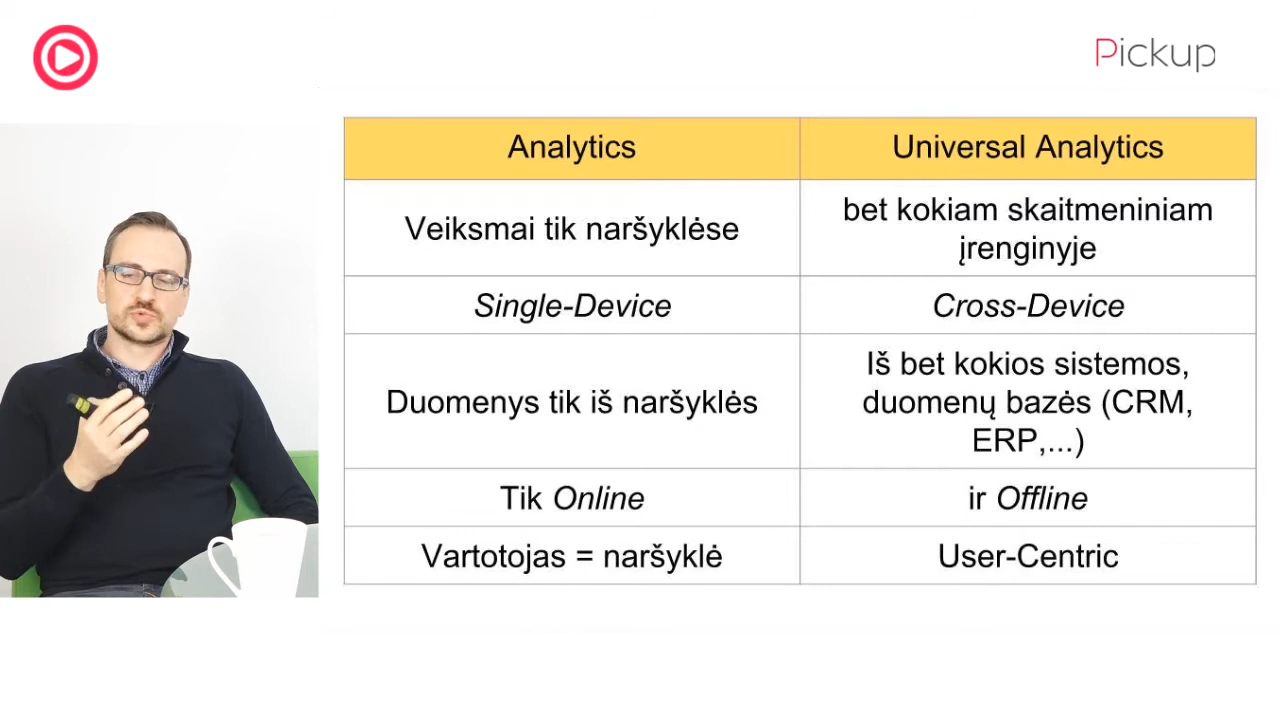 Pickup
Analytics
Universal Analytics
Veiksmai tik naršyklėse
bet kokiam skaitmeniniam
įrenginyje
Single-Device
Cross-Device
Duomenys tik iš naršyklės
Iš bet kokios sistemos,
duomenų bazės (CRM,
ERP,...)
Tik Online
ir Offline
Vartotojas = naršyklė
User-Centric